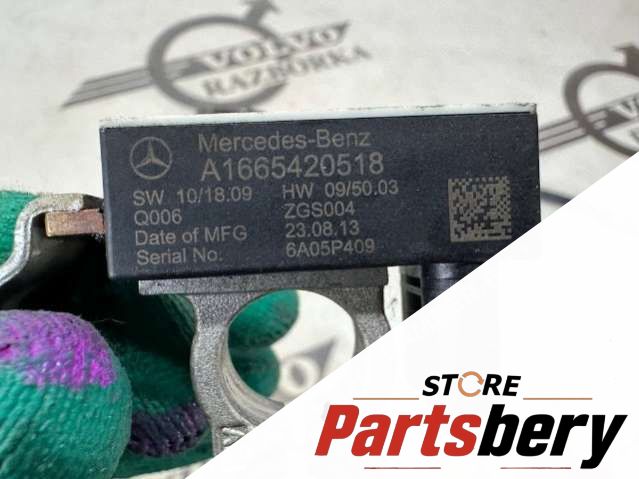 VOLVO
RAZBORKA
VOLVO
Mercedes-Benz
A1665420518
SW 10/18.09 HW 09/50.03
Q006 ZGS004
Date of MFG 23.08.13
Serial No. 6A05P409
STORE
Partsbery